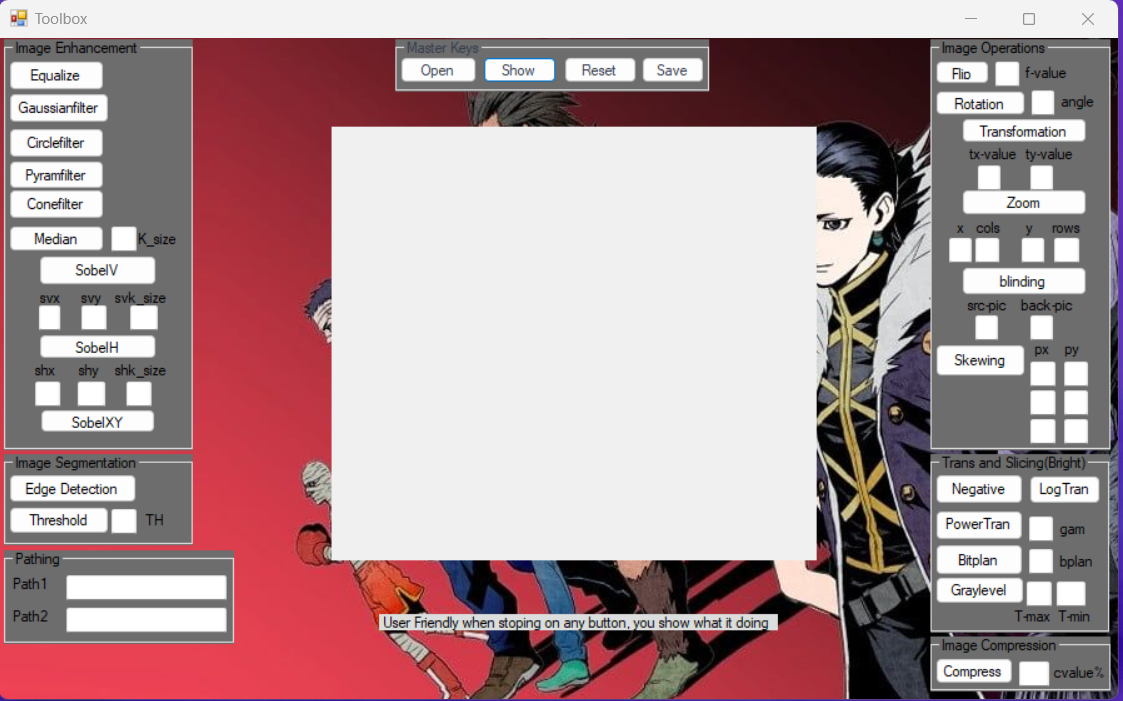 Toolbox
Image Enhancement
Equalize
Gaussianfilter
Circlefilter
Pyramfilter
Conefilter
Median K_size
SobelV
svx svy svk_size
SobelH
shx shy shk_size
SobelXY
Image Segmentation
Edge Detection
Threshold TH
Pathing
Path1
Path2
Master Keys
Open Show Reset Save
User Friendly when stoping on any button, you show what it doing
Image Operations
Flip f-value
Rotation angle
Transformation
tx-value ty-value
Zoom
x cols y rows
blinding
src-pic back-pic
Skewing px py
Trans and Slicing(Bright)
Negative LogTran
PowerTran gam
Bitplan bplan
Graylevel
T-max T-min
Image Compression
Compress cvalue%